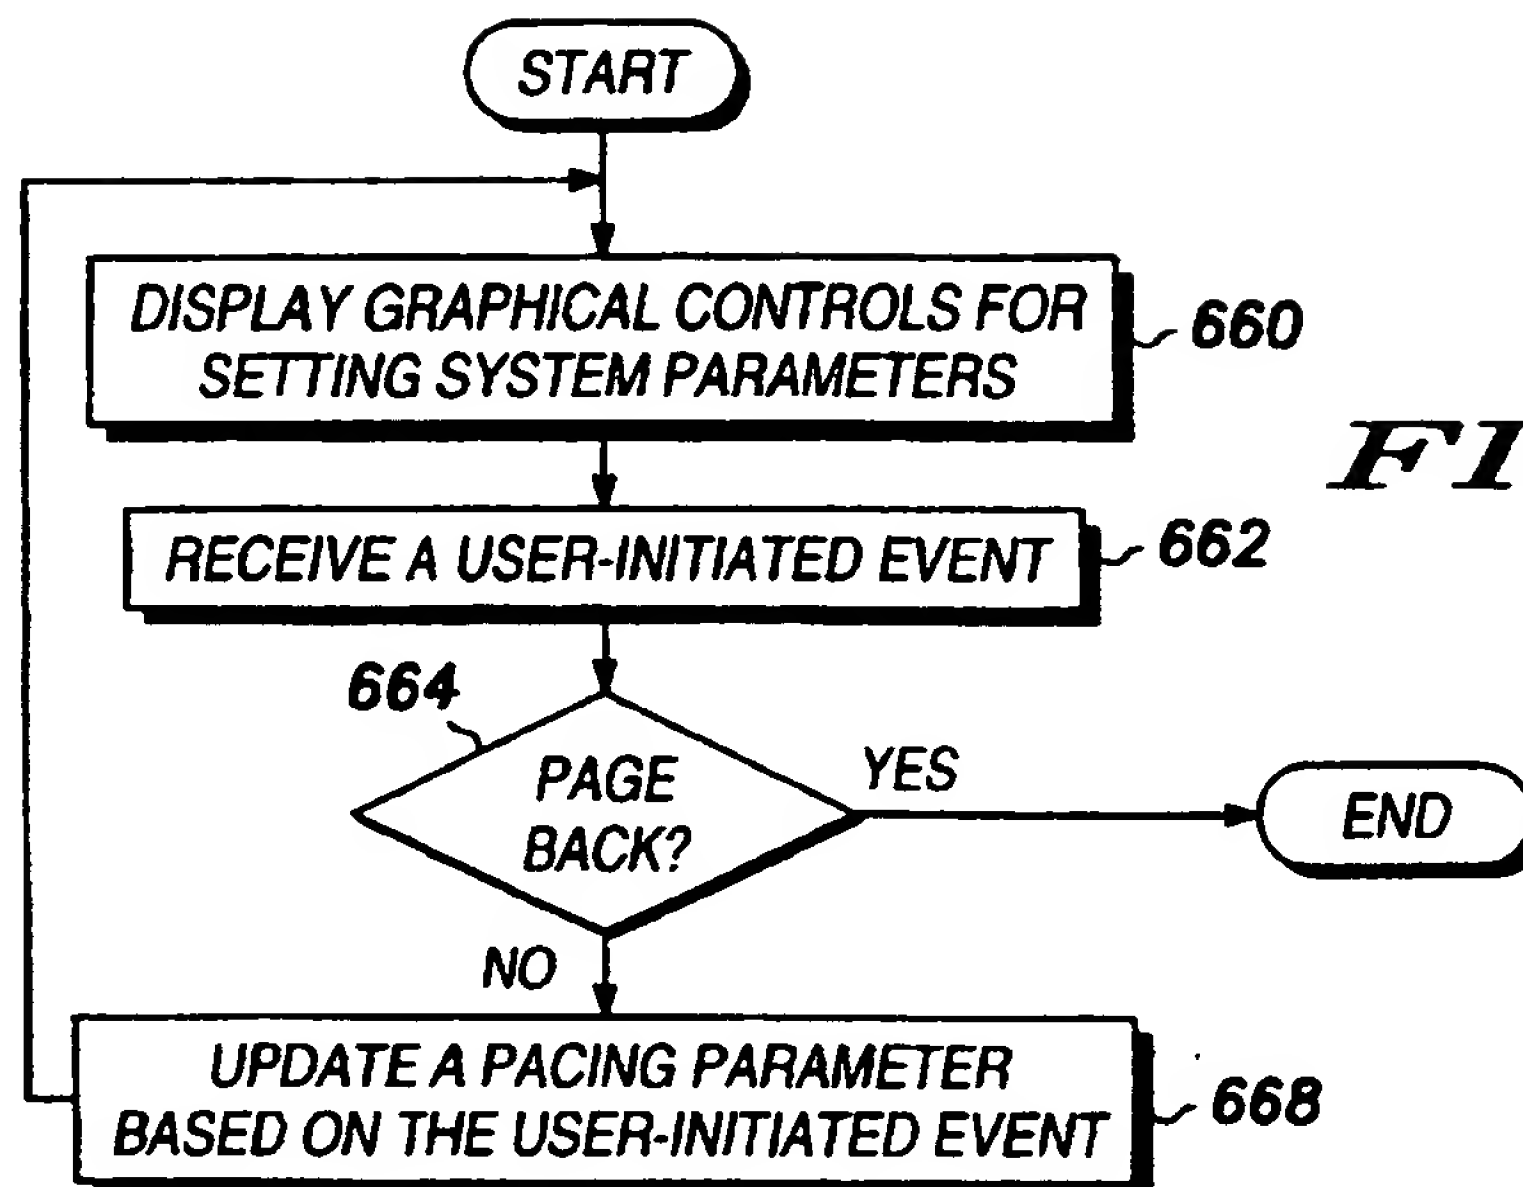 START
DISPLAY GRAPHICAL CONTROLS FOR
SETTING SYSTEM PARAMETERS
660
FI
RECEIVE A USER-INITIATED EVENT
662
664
PAGE
BACK?
YES
END
NO
UPDATE A PACING PARAMETER
BASED ON THE USER-INITIATED EVENT
668